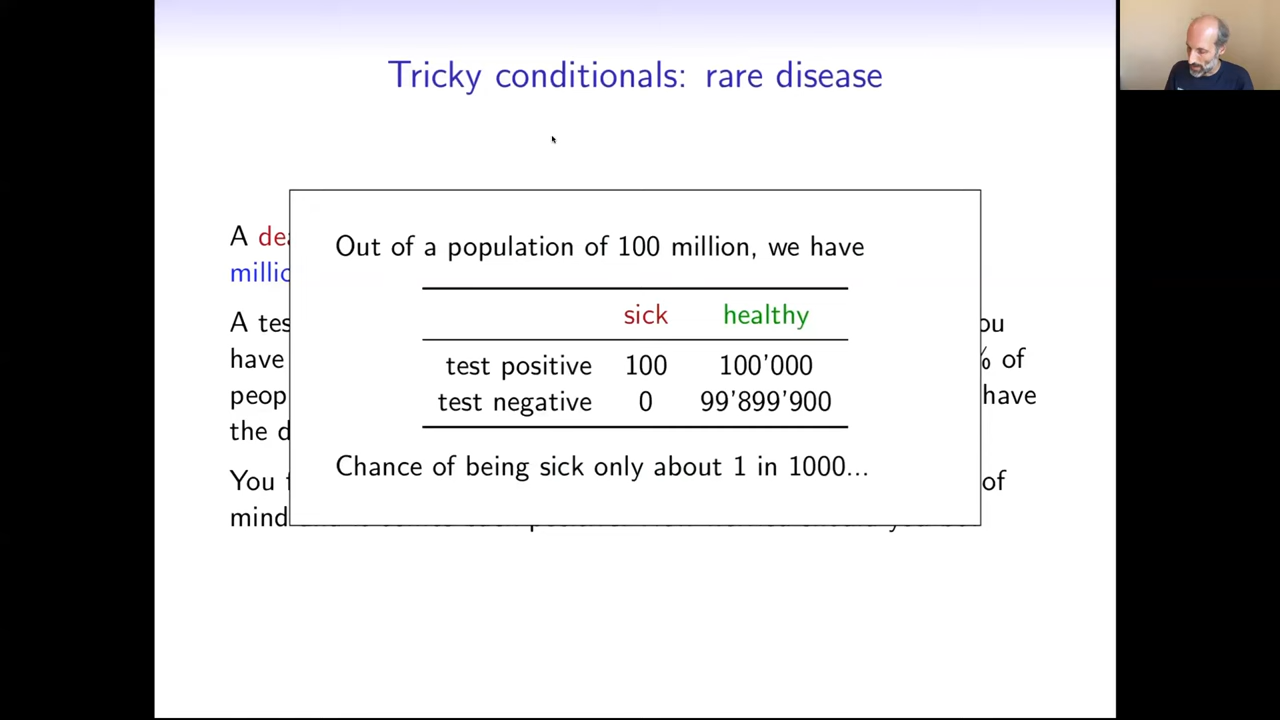 Tricky conditionals: rare disease
A
millio
Out of a population of 100 million, we have
sick healthy
A tes
have % of
test positive 100 100'000
peop have
test negative 0 99'899'900
the d
Chance of being sick only about 1 in 1000...
You of
mind